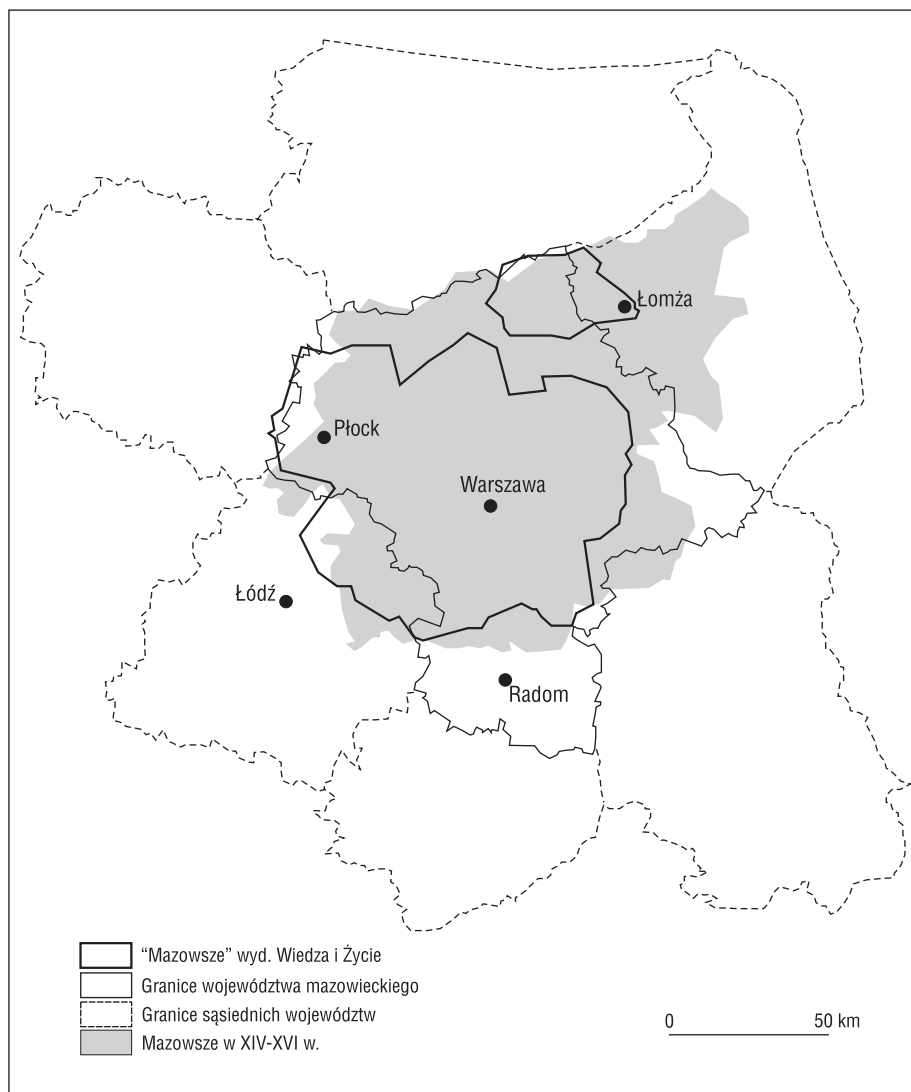 Łomża
Płock
Warszawa
Łódź
Radom
“Mazowsze” wyd. Wiedza i Życie
Granice województwa mazowieckiego
Granice sąsiednich województw
Mazowsze w XIV-XVI w.
0 50 km